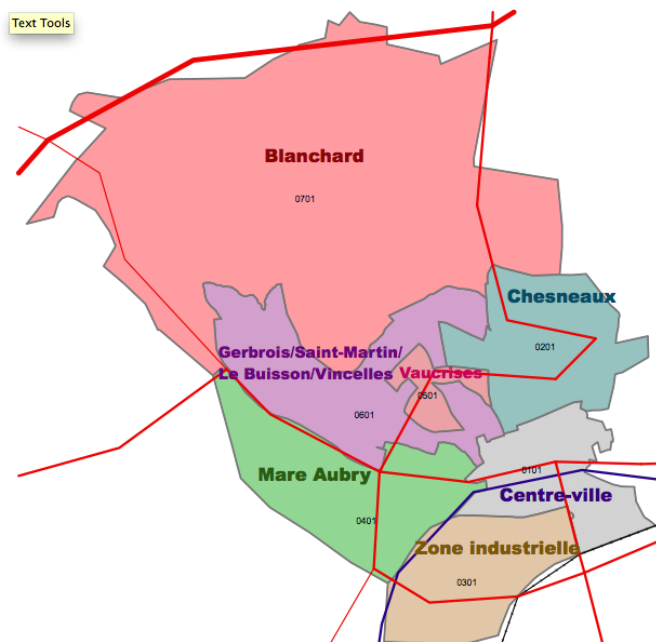 Text Tools
Blanchard
0701
Chesneaux
0201
Gerbrois/Saint-Martin/
Le Buisson/Vincelles
Vaucrises
0501
0601
0101
Mare Aubry
Centre-ville
0401
Zone industrielle
0301